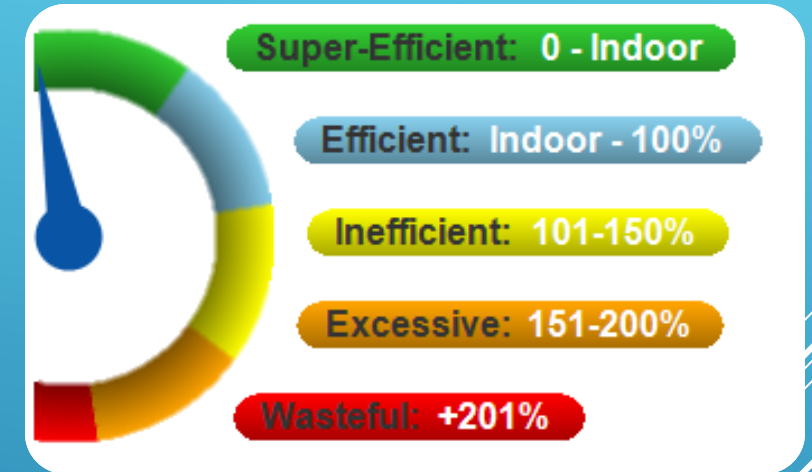 Super-Efficient: 0 - Indoor
Efficient: Indoor - 100%
Inefficient: 101-150%
Excessive: 151-200%
Wasteful: +201%